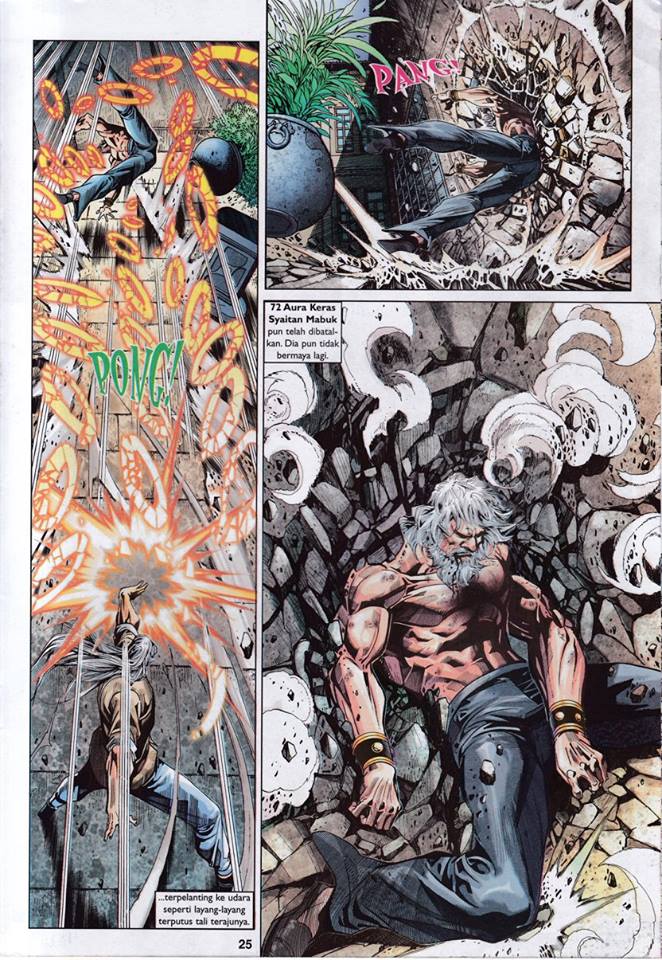 PONG!
...terpelanting ke udara
seperti layang-layang
terputus tali terajunya.
PANG!
72 Aura Keras
Syaitan Mabuk
pun telah dibatal-
kan. Dia pun tidak
bermaya lagi.
25